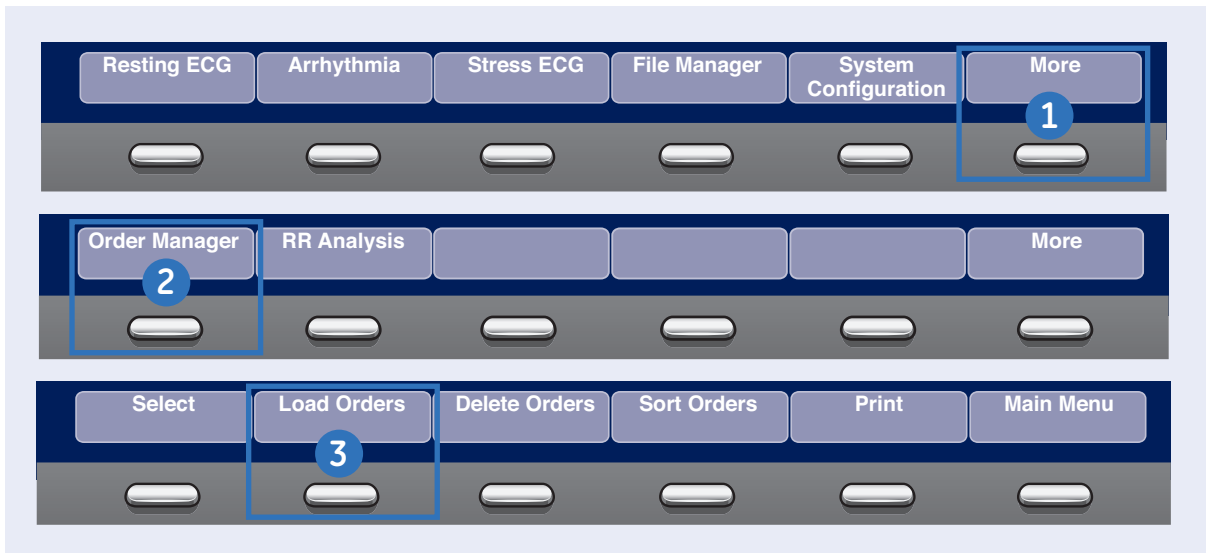 Resting ECG Arrhythmia Stress ECG File Manager System Configuration More
1
Order Manager RR Analysis More
2
Select Load Orders Delete Orders Sort Orders Print Main Menu
3